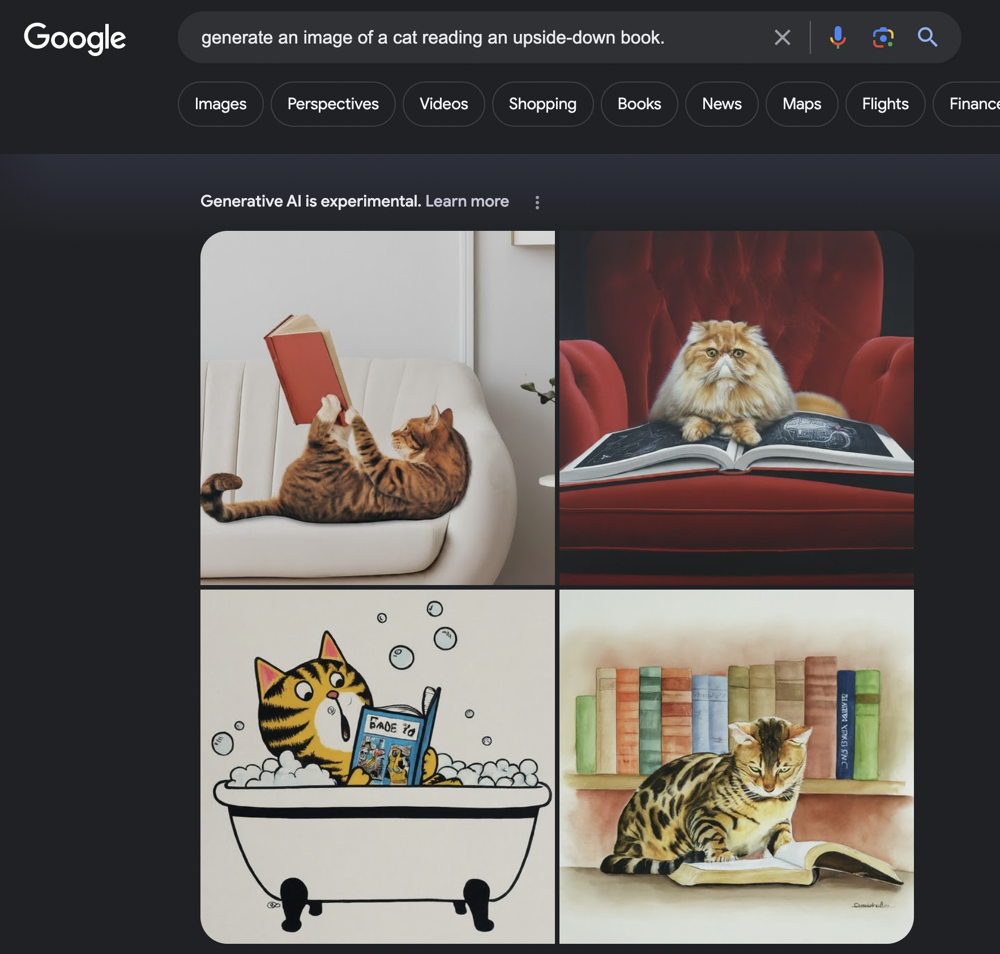 Google
generate an image of a cat reading an upside-down book.
Images
Perspectives
Videos
Shopping
Books
News
Maps
Flights
Finance
Generative AI is experimental. Learn more